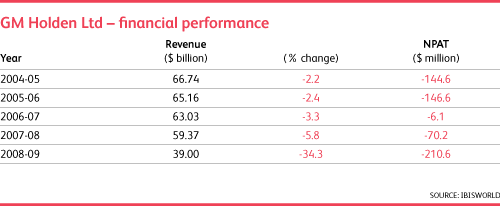 GM Holden Ltd – financial performance
Revenue NPAT
Year ($ billion) (% change) ($ million)
2004-05 66.74 -2.2 -144.6
2005-06 65.16 -2.4 -146.6
2006-07 63.03 -3.3 -6.1
2007-08 59.37 -5.8 -70.2
2008-09 39.00 -34.3 -210.6
SOURCE: IBISWORLD